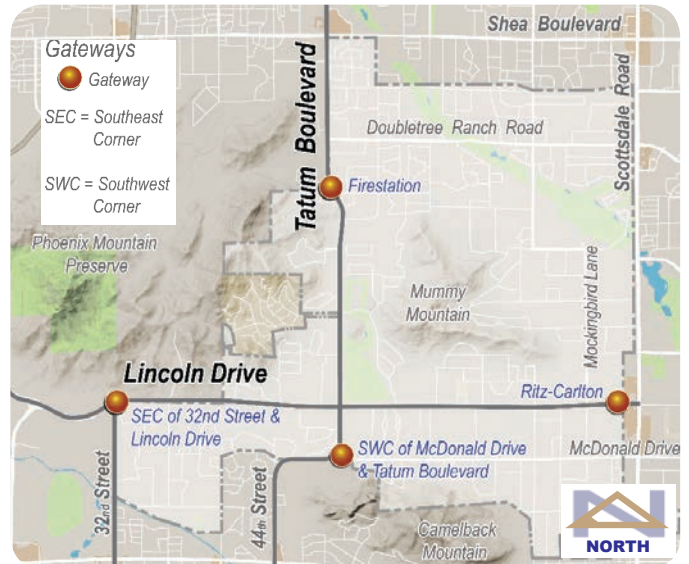 Shea Boulevard
Gateways
Gateway
SEC = Southeast
Corner
SWC = Southwest
Corner
Tatum Boulevard
Scottsdale Road
Doubletree Ranch Road
Firestation
Phoenix Mountain
Preserve
Mummy
Mountain
Mockingbird Lane
Lincoln Drive
Ritz-Carlton
SEC of 32nd Street &
Lincoln Drive
SWC of McDonald Drive
& Tatum Boulevard
McDonald Drive
32nd Street
44th Street
Camelback
Mountain
N
NORTH